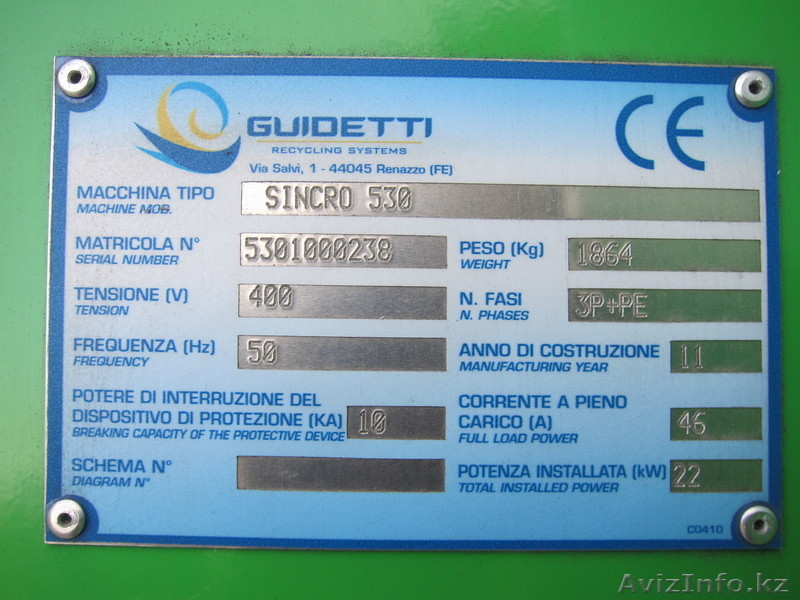 GUIDETTI
RECYCLING SYSTEMS
Via Salvi, 1 - 44045 Renazzo (FE)
CE
MACCHINA TIPO
MACHINE MOD.
SINCRO 530
MATRICOLA N°
SERIAL NUMBER
5301000238
PESO (Kg)
WEIGHT
1864
TENSIONE (V)
TENSION
400
N. FASI
N. PHASES
3P+PE
FREQUENZA (Hz)
FREQUENCY
50
ANNO DI COSTRUZIONE
MANUFACTURING YEAR
11
POTERE DI INTERRUZIONE DEL
DISPOSITIVO DI PROTEZIONE (KA)
BREAKING CAPACITY OF THE PROTECTIVE DEVICE
10
CORRENTE A PIENO
CARICO (A)
FULL LOAD POWER
46
SCHEMA N°
DIAGRAM N°
POTENZA INSTALLATA (kW)
TOTAL INSTALLED POWER
22
C0410
AvizInfo.kz